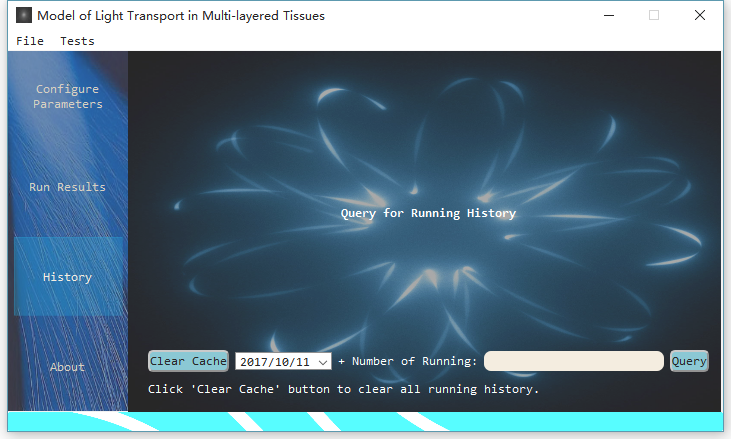 Model of Light Transport in Multi-layered Tissues
File Tests
Configure
Parameters
Run Results
Query for Running History
History
Clear Cache 2017/10/11 + Number of Running: Query
About
Click 'Clear Cache' button to clear all running history.